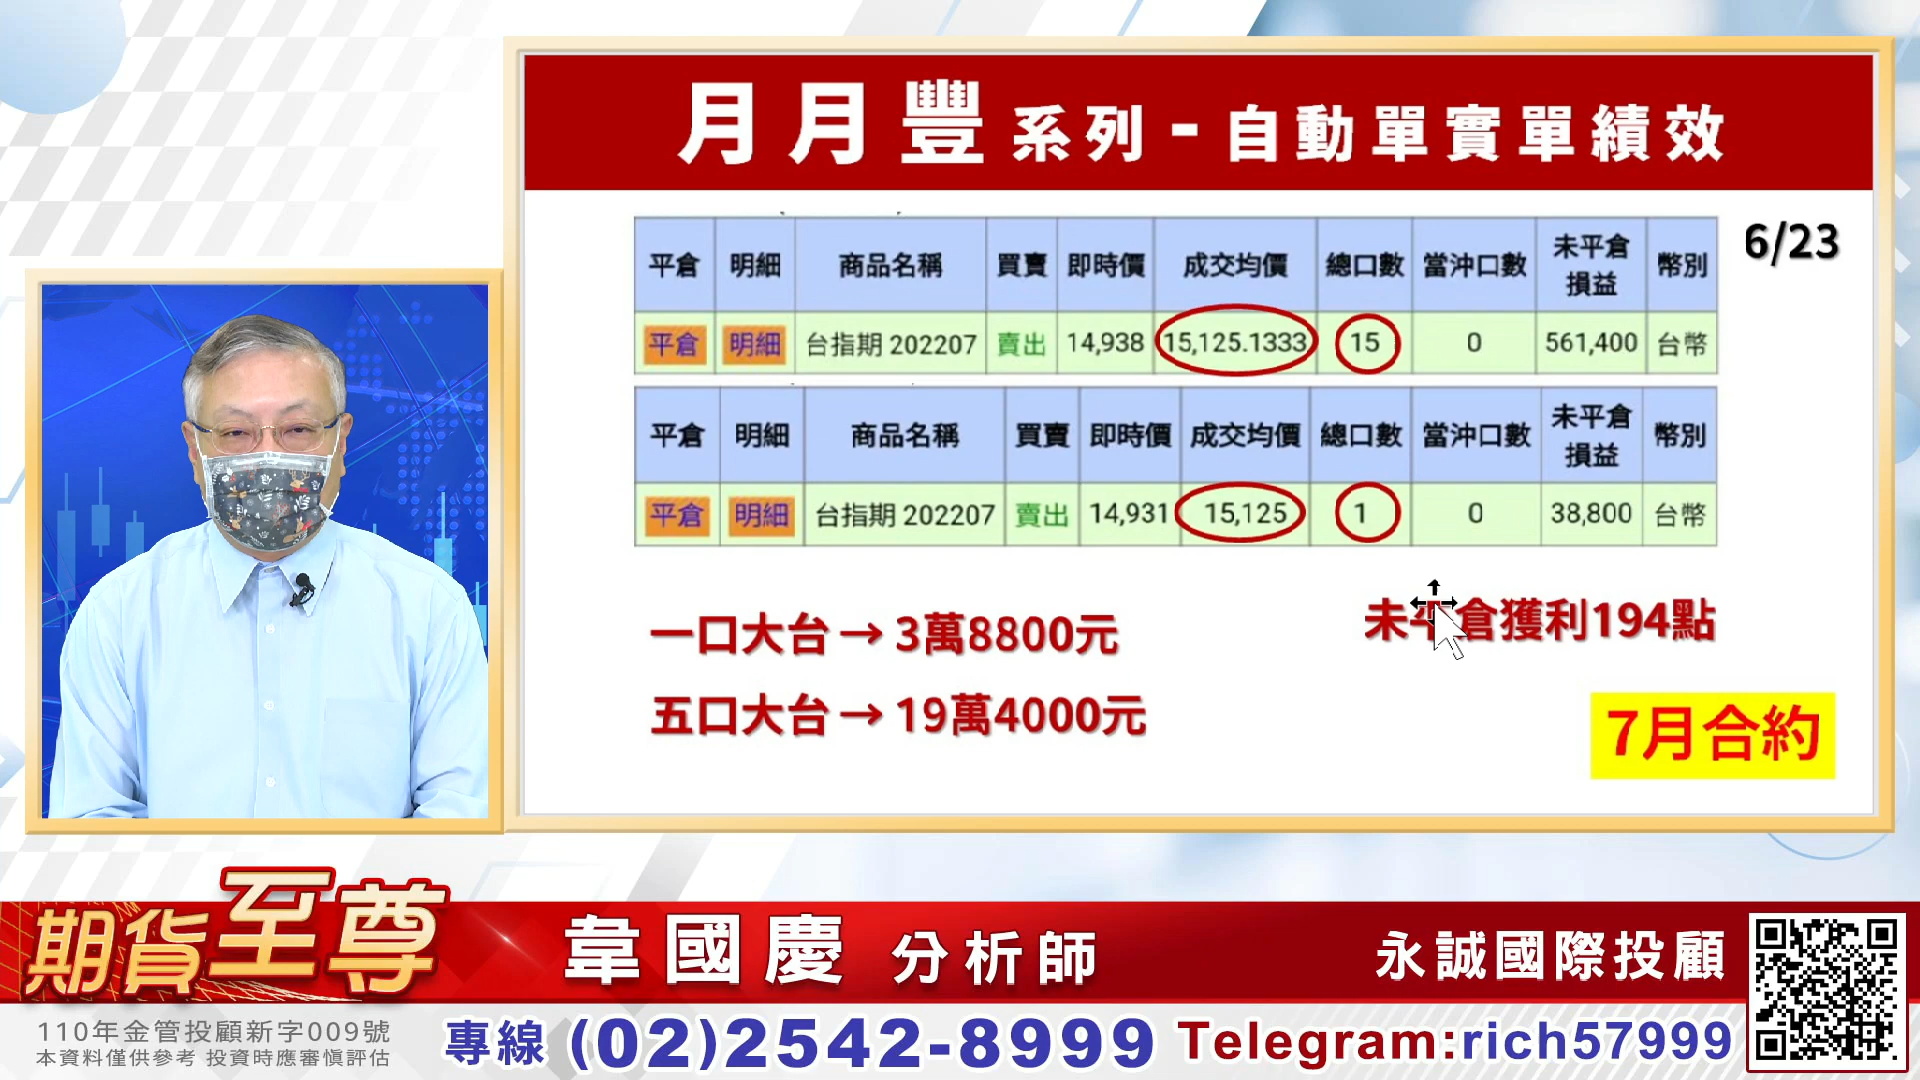 月月豐系列-自動單實單績效
6/23
平倉 明細 商品名稱 買賣 即時價 成交均價 總口數 當沖口數 未平倉損益 幣別
平倉 明細 台指期 202207 賣出 14,938 15,125.1333 15 0 561,400 台幣
平倉 明細 商品名稱 買賣 即時價 成交均價 總口數 當沖口數 未平倉損益 幣別
平倉 明細 台指期 202207 賣出 14,931 15,125 1 0 38,800 台幣
一口大台→3萬8800元
未平倉獲利194點
五口大台→19萬4000元
7月合約
期貨至尊
韋國慶 分析師
永誠國際投顧
110年金管投顧新字009號
本資料僅供參考 投資時應審慎評估
專線 (02)2542-8999
Telegram:rich57999